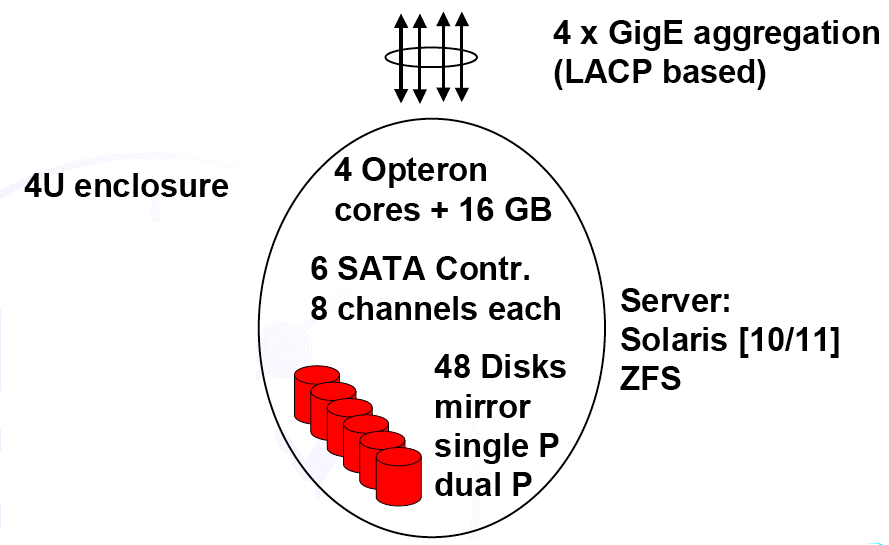 4 x GigE aggregation
(LACP based)
4U enclosure
4 Opteron
cores + 16 GB
6 SATA Contr.
8 channels each
Server:
Solaris [10/11]
ZFS
48 Disks
mirror
single P
dual P